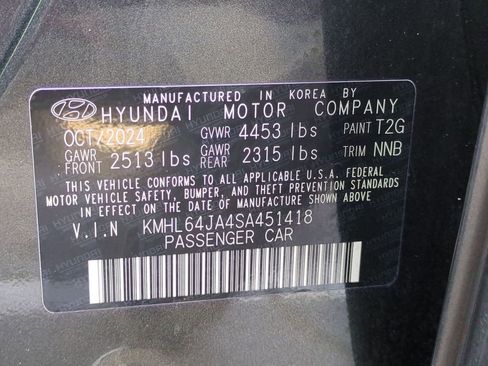 MANUFACTURED IN KOREA BY
HYUNDAI MOTOR COMPANY
OCT/2024 GVWR 4453 lbs PAINT T2G
GAWR FRONT 2513 lbs GAWR REAR 2315 lbs TRIM NNB
THIS VEHICLE CONFORMS TO ALL APPLICABLE U.S.A. FEDERAL
MOTOR VEHICLE SAFETY, BUMPER, AND THEFT PREVENTION STANDARDS
IN EFFECT ON THE DATE OF MANUFACTURE SHOWN ABOVE.
V.I.N KMHL64JA4SA451418
PASSENGER CAR